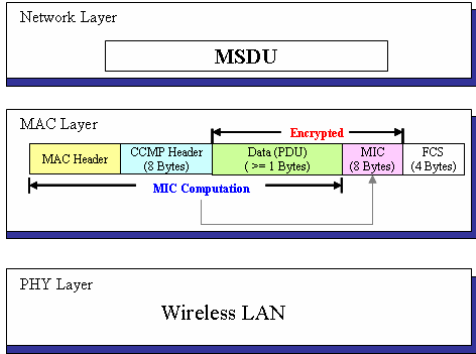 Network Layer
MSDU
MAC Layer
Encrypted
MAC Header
CCMP Header
(8 Bytes)
Data (PDU)
( >= 1 Bytes)
MIC
(8 Bytes)
FCS
(4 Bytes)
MIC Computation
PHY Layer
Wireless LAN